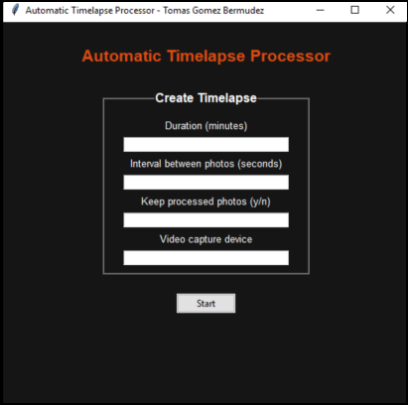 Automatic Timelapse Processor - Tomas Gomez Bermudez
Automatic Timelapse Processor
Create Timelapse
Duration (minutes)
Interval between photos (seconds)
Keep processed photos (y/n)
Video capture device
Start